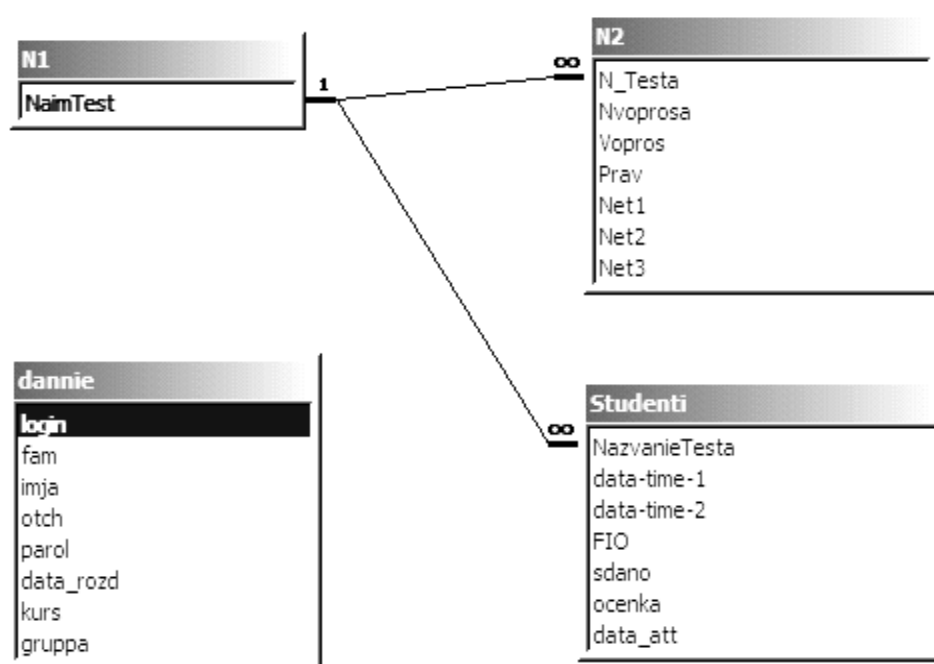 N1
NaimTest
1
∞
N2
N_Testa
Nvoprosa
Vopros
Prav
Net1
Net2
Net3
dannie
login
fam
imja
otch
parol
data_rozd
kurs
gruppa
∞
Studenti
NazvanieTesta
data-time-1
data-time-2
FIO
sdano
ocenka
data_att